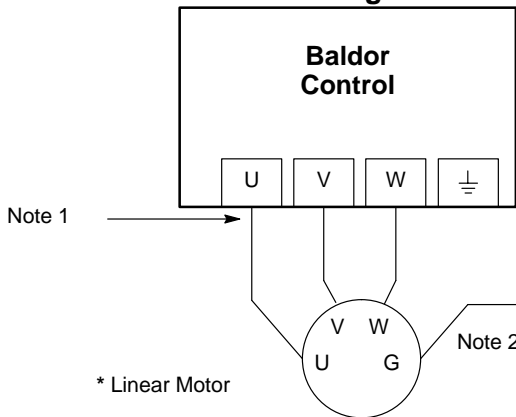 Baldor
Control
U V W
Note 1
V W
U G
Note 2
* Linear Motor